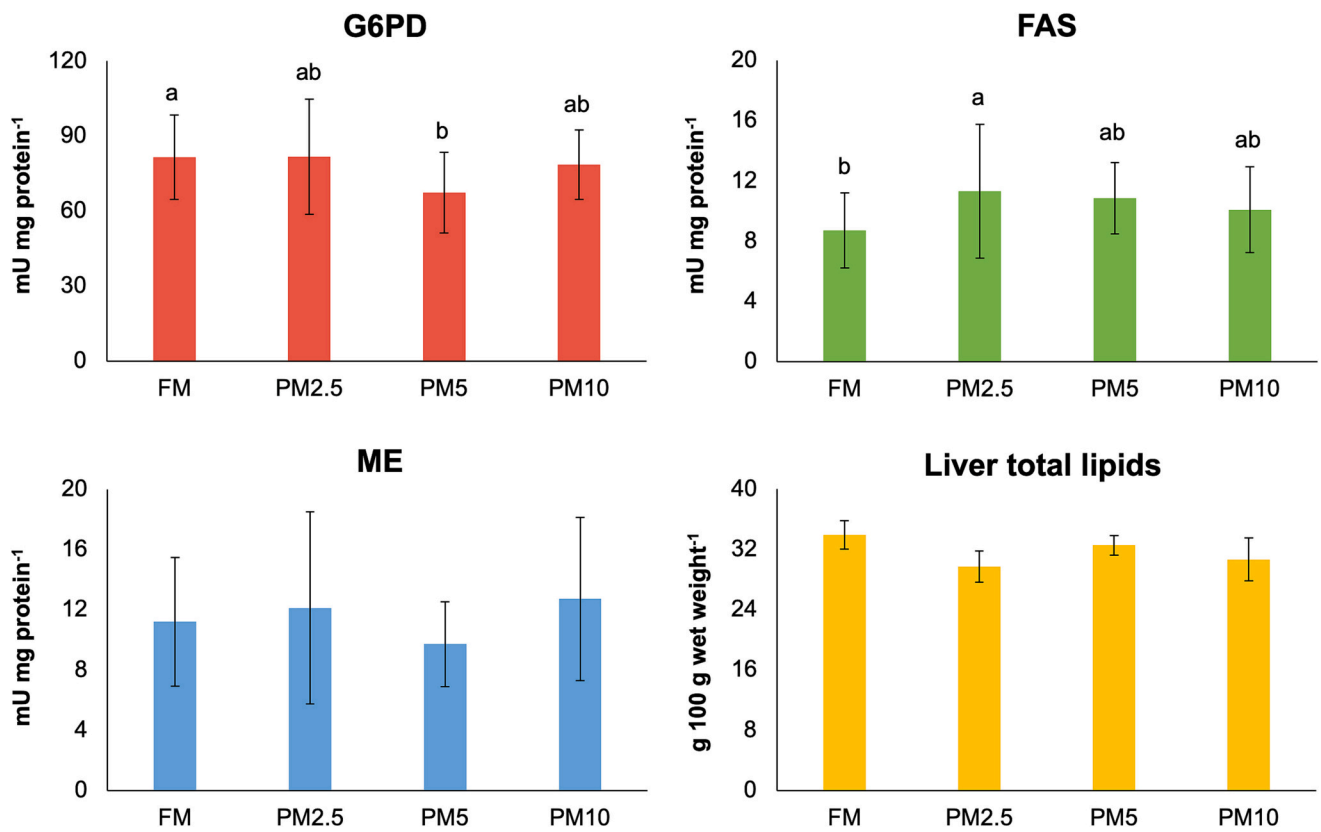 G6PD
mU mg protein⁻¹
120
90
60
30
0
a
ab
b
ab
FM PM2.5 PM5 PM10
FAS
mU mg protein⁻¹
20
16
12
8
4
0
b
a
ab
ab
FM PM2.5 PM5 PM10
ME
mU mg protein⁻¹
20
16
12
8
4
0
FM PM2.5 PM5 PM10
Liver total lipids
g 100 g wet weight⁻¹
40
32
24
16
8
0
FM PM2.5 PM5 PM10